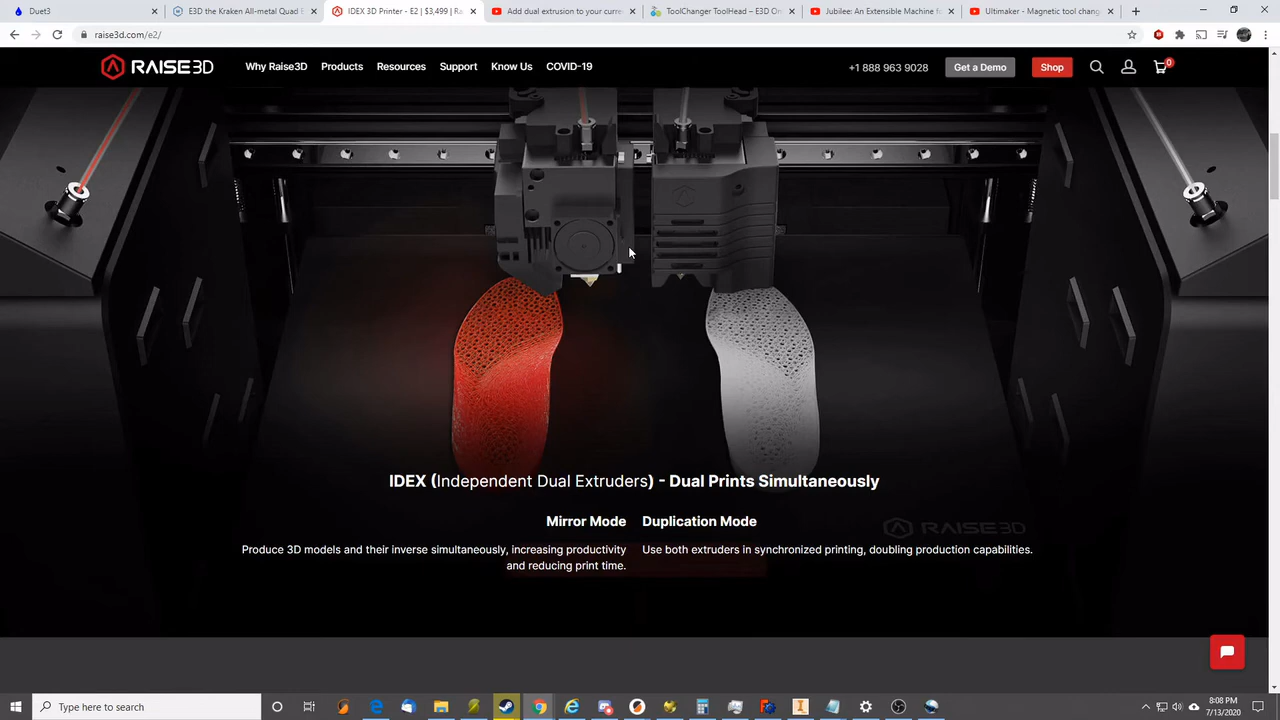 Duet3
E3D the Kraken All-metal Quad E
IDEX 3D Printer - E2 | $3,499 | Ra
Add dual extrusion to your curre
ToolChanger ToolHead – E3D On
Jubilee: An Extensible Machine fo
Ultimaker - Magnetic tool chang
raise3d.com/e2/
RAISE3D
Why Raise3D
Products
Resources
Support
Know Us
COVID-19
+1 888 963 9028
Get a Demo
Shop
0
IDEX (Independent Dual Extruders) - Dual Prints Simultaneously
Mirror Mode
Produce 3D models and their inverse simultaneously, increasing productivity
and reducing print time.
Duplication Mode
Use both extruders in synchronized printing, doubling production capabilities.
RAISE3D
Type here to search
8:08 PM
7/13/2020